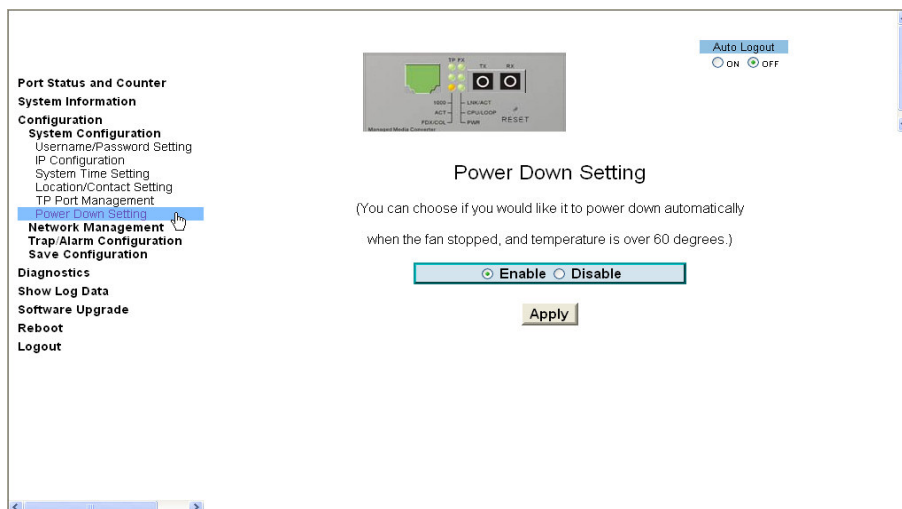 Auto Logout
ON OFF
TP FX
TX RX
1000 LNK/ACT
ACT CPU/LOOP
FDX/COL PWR
RESET
Managed Media Converter
Port Status and Counter
System Information
Configuration
System Configuration
Username/Password Setting
IP Configuration
System Time Setting
Location/Contact Setting
TP Port Management
Power Down Setting
Network Management
Trap/Alarm Configuration
Save Configuration
Diagnostics
Show Log Data
Software Upgrade
Reboot
Logout
Power Down Setting
(You can choose if you would like it to power down automatically
when the fan stopped, and temperature is over 60 degrees.)
Enable Disable
Apply